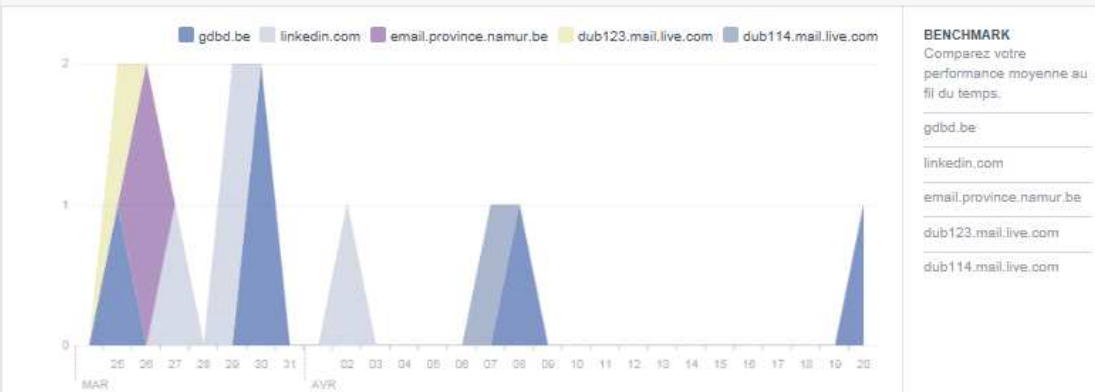 gdbd.be linkedin.com email.province.namur.be dub123.mail.live.com dub114.mail.live.com
2
1
0
25 26 27 28 29 30 31 02 03 04 05 06 07 08 09 10 11 12 13 14 15 16 17 18 19 20
MAR AVR
BENCHMARK
Comparez votre
performance moyenne au
fil du temps.
gdbd.be
linkedin.com
email.province.namur.be
dub123.mail.live.com
dub114.mail.live.com